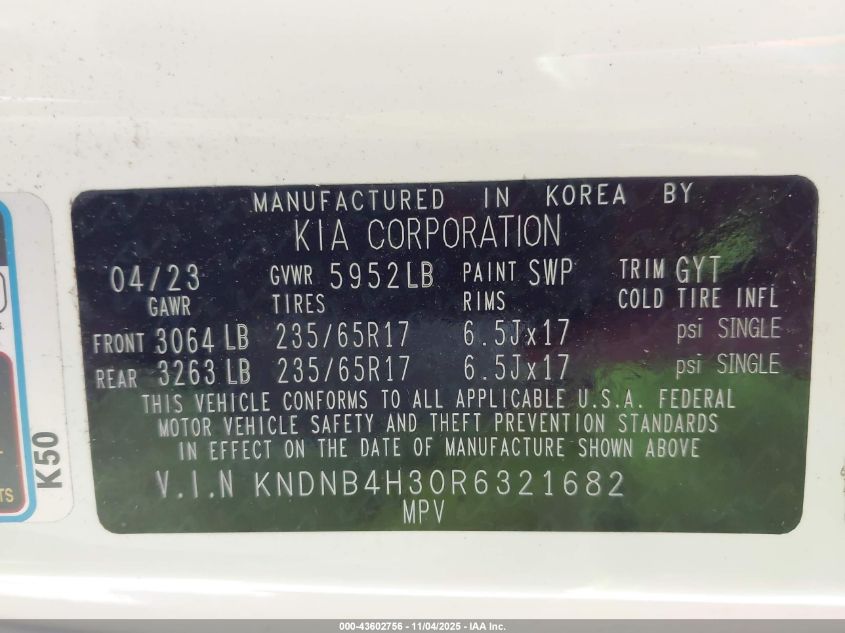 MANUFACTURED IN KOREA BY
KIA CORPORATION
04/23 GVWR 5952LB PAINT SWP TRIM GYT
GAWR TIRES RIMS COLD TIRE INFL
FRONT 3064 LB 235/65R17 6.5Jx17 psi SINGLE
REAR 3263 LB 235/65R17 6.5Jx17 psi SINGLE
THIS VEHICLE CONFORMS TO ALL APPLICABLE U.S.A. FEDERAL
MOTOR VEHICLE SAFETY AND THEFT PREVENTION STANDARDS
IN EFFECT ON THE DATE OF MANUFACTURE SHOWN ABOVE
V.I.N KNDNB4H30R6321682
MPV
K50
000-43602756 - 11/04/2025 - IAA Inc.